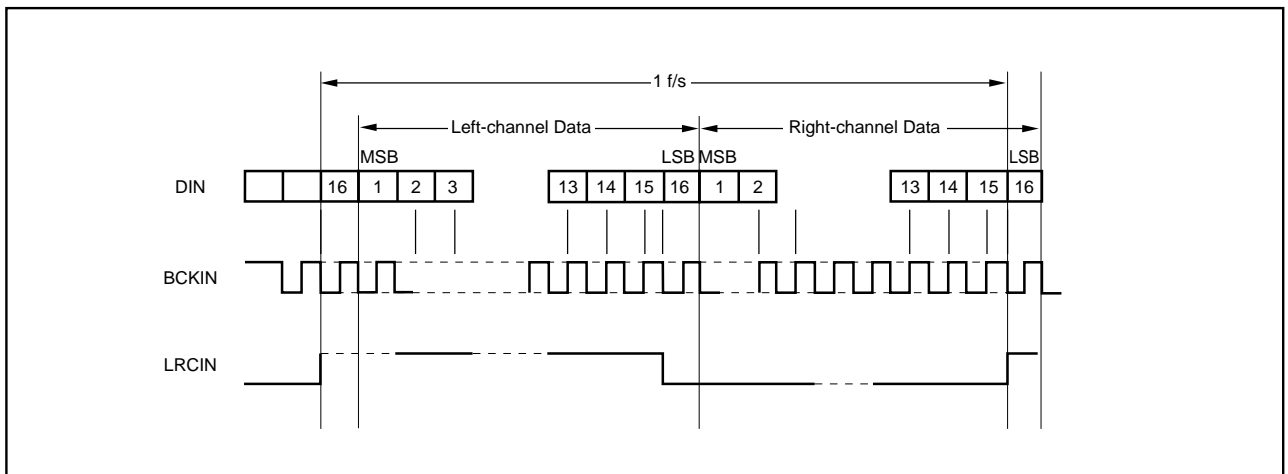 1 f/s
Left-channel Data
Right-channel Data
MSB
LSB MSB
LSB
DIN
16 1 2 3 13 14 15 16 1 2 13 14 15 16
BCKIN
LRCIN